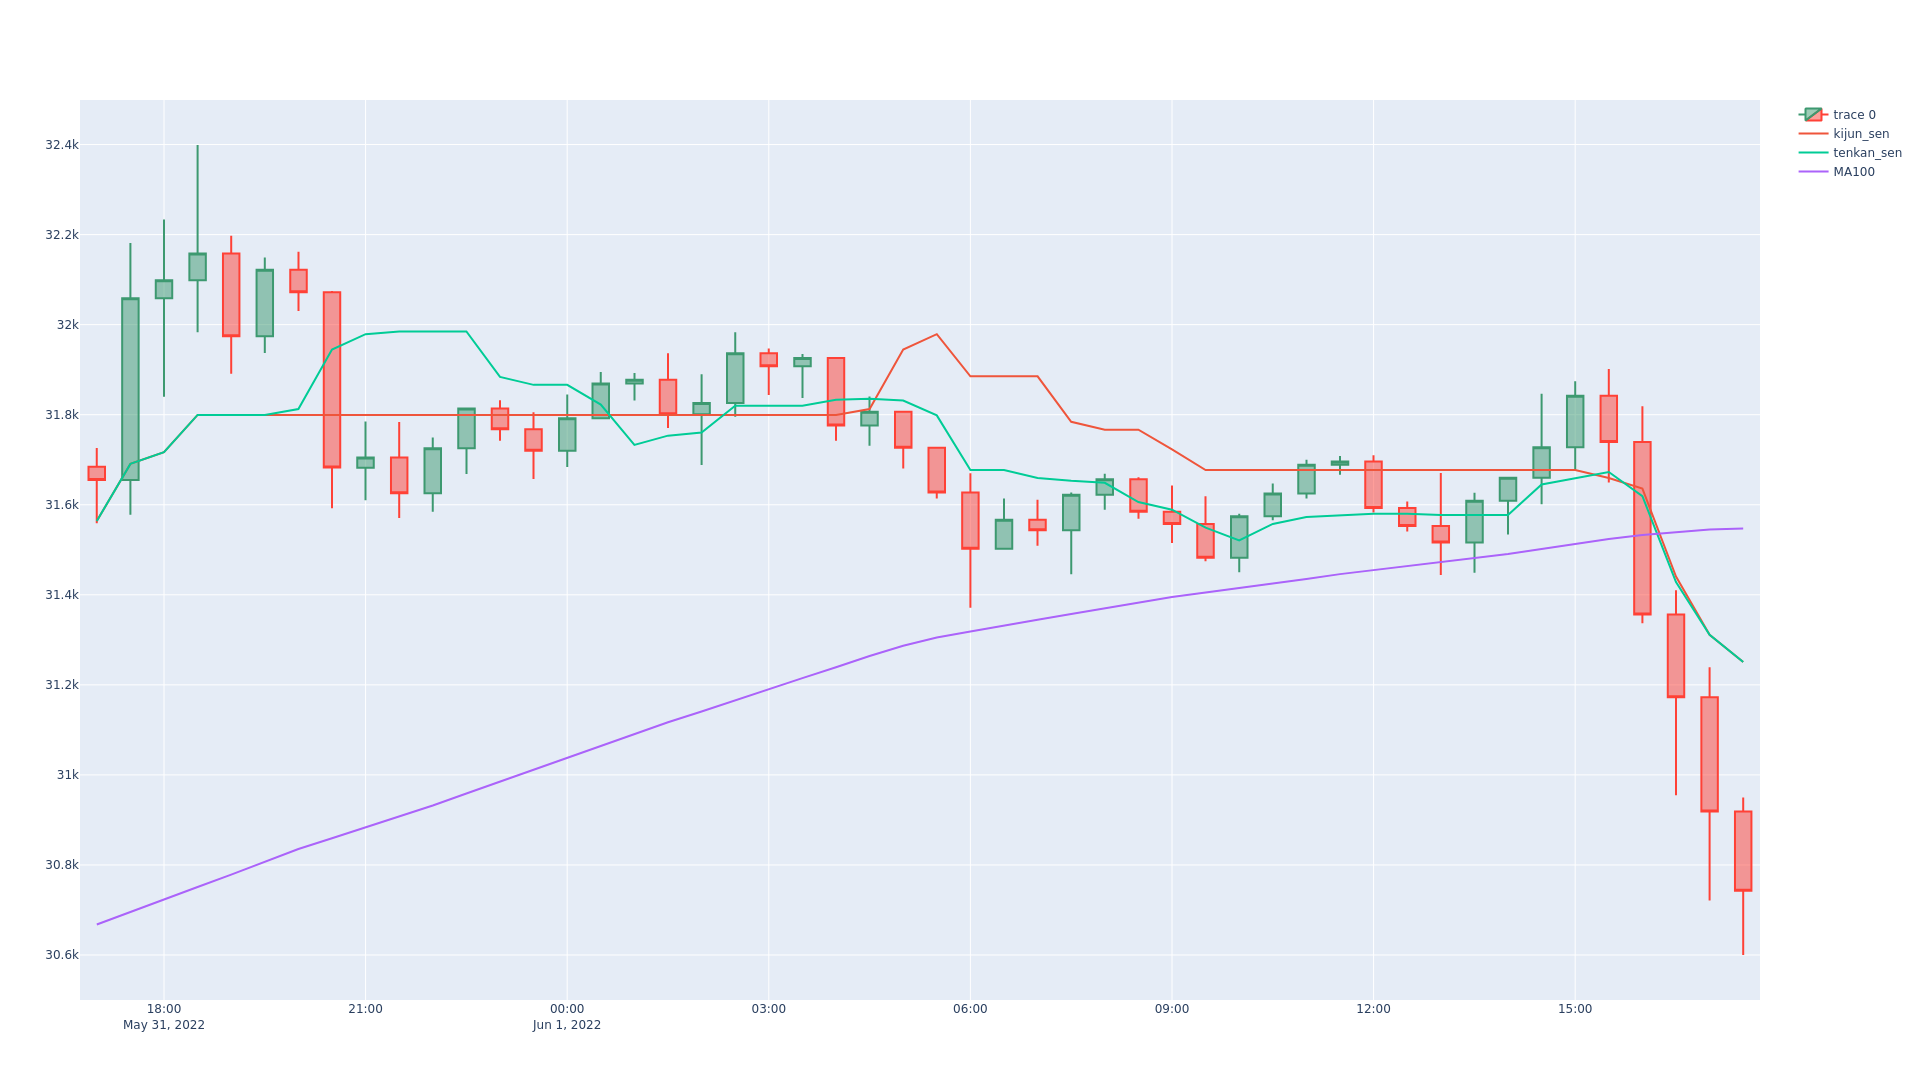 trace 0
kijun_sen
tenkan_sen
MA100
32.4k
32.2k
32k
31.8k
31.6k
31.4k
31.2k
31k
30.8k
30.6k
18:00 21:00 00:00 03:00 06:00 09:00 12:00 15:00
May 31, 2022 Jun 1, 2022